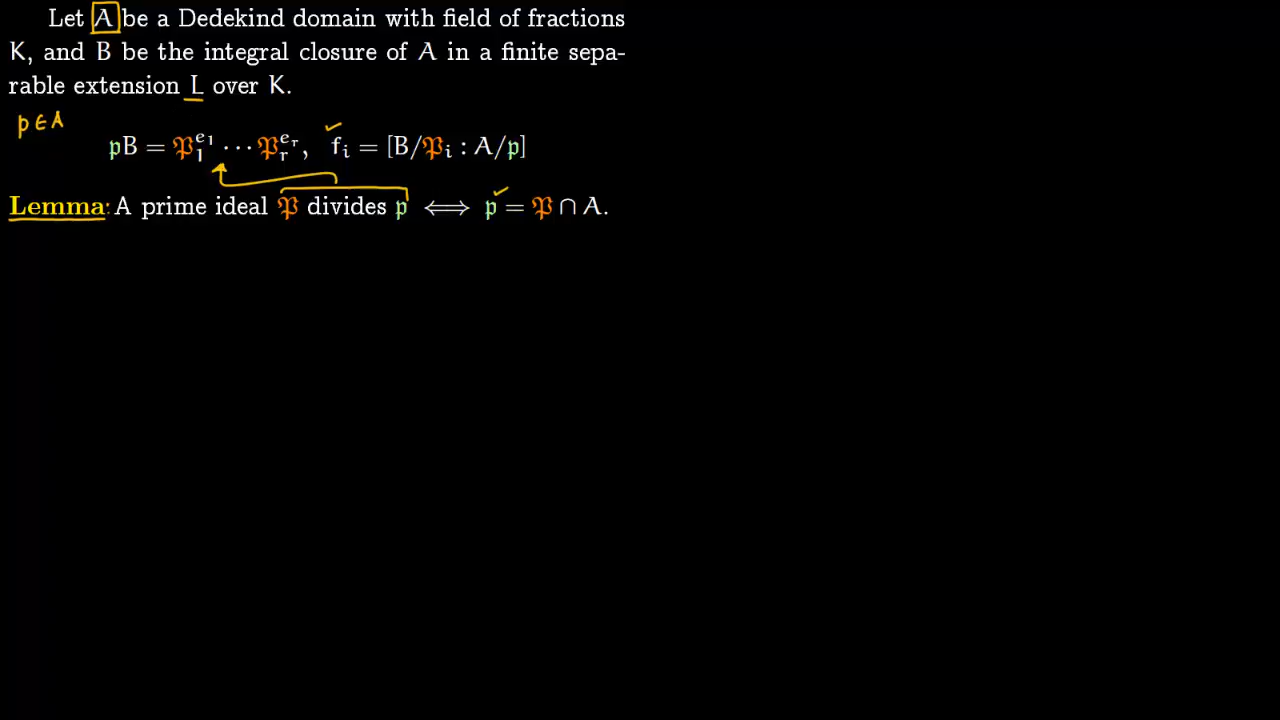 Let A be a Dedekind domain with field of fractions
K, and B be the integral closure of A in a finite sepa-
rable extension L over K.
p ∈ A
𝔭B = 𝔓₁^{e₁} ⋯ 𝔓ᵣ^{eᵣ}, fᵢ = [B/𝔓ᵢ : A/𝔭]
Lemma: A prime ideal 𝔓 divides 𝔭 ⟺ 𝔭 = 𝔓 ∩ A.